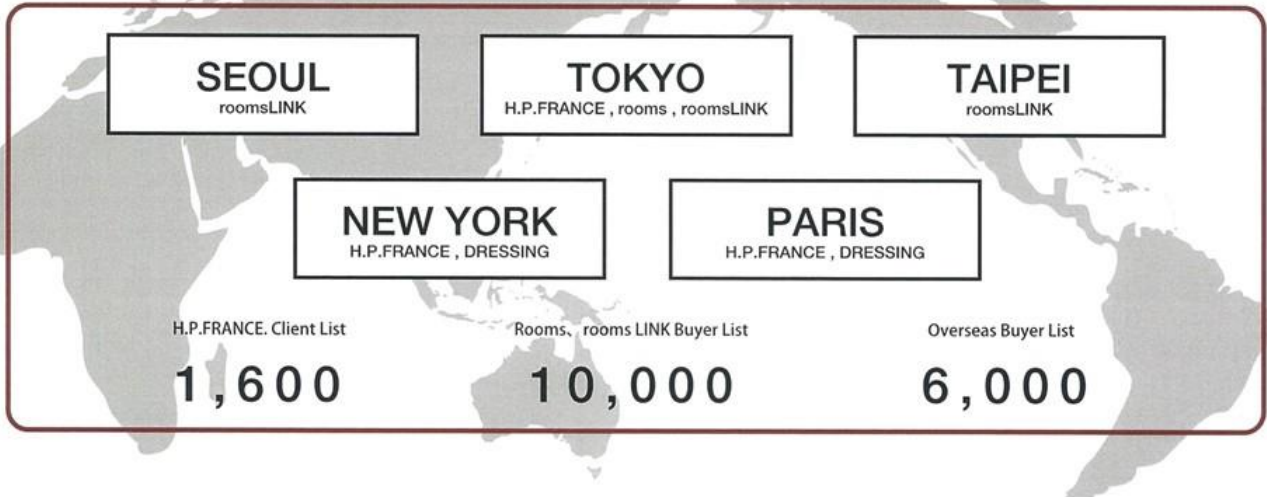 SEOUL
roomsLINK
TOKYO
H.P.FRANCE , rooms , roomsLINK
TAIPEI
roomsLINK
NEW YORK
H.P.FRANCE , DRESSING
PARIS
H.P.FRANCE , DRESSING
H.P.FRANCE. Client List
1,600
Rooms、rooms LINK Buyer List
10,000
Overseas Buyer List
6,000